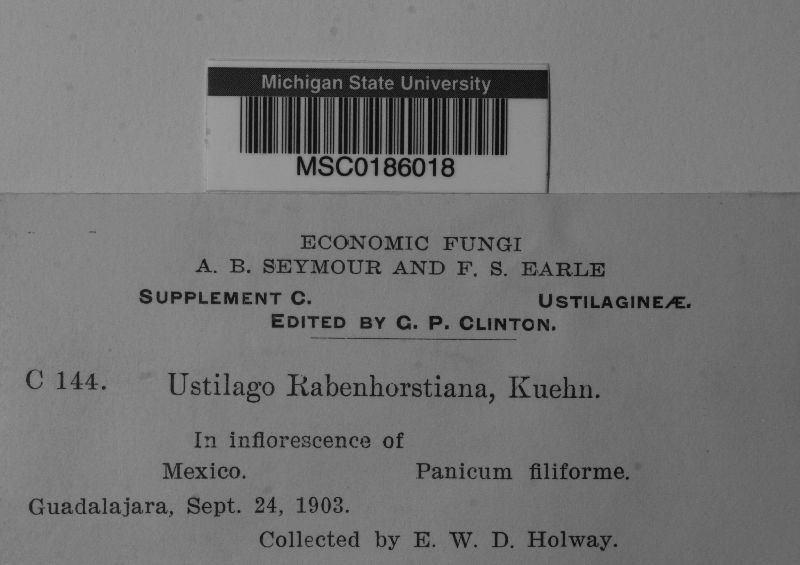 Michigan State University
MSC0186018
ECONOMIC FUNGI
A. B. SEYMOUR AND F. S. EARLE
SUPPLEMENT C. USTILAGINEÆ.
EDITED BY G. P. CLINTON.
C 144. Ustilago Rabenhorstiana, Kuehn.
In inflorescence of
Mexico. Panicum filiforme.
Guadalajara, Sept. 24, 1903.
Collected by E. W. D. Holway.